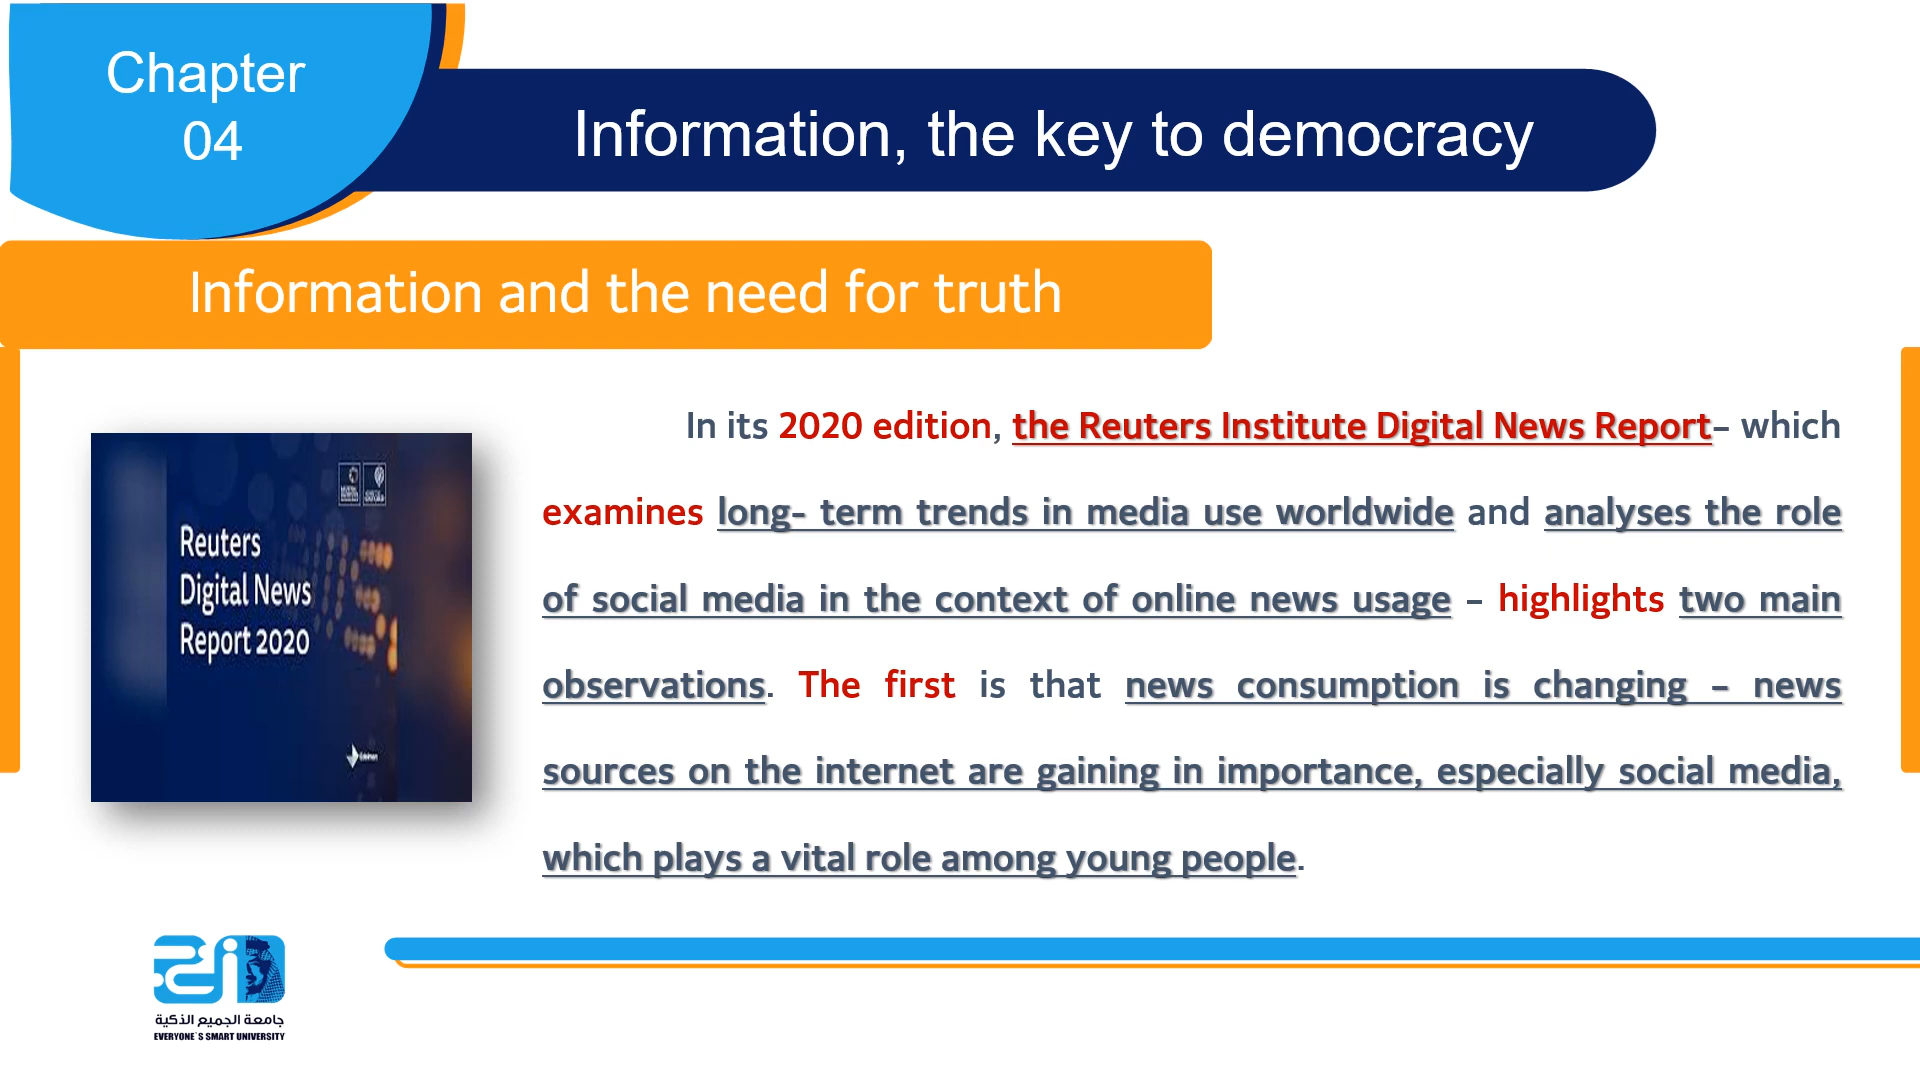 Chapter
04
Information, the key to democracy
Information and the need for truth
In its 2020 edition, the Reuters Institute Digital News Report– which
examines long- term trends in media use worldwide and analyses the role
of social media in the context of online news usage – highlights two main
observations. The first is that news consumption is changing – news
sources on the internet are gaining in importance, especially social media,
which plays a vital role among young people.
Reuters
Digital News
Report 2020
جامعة الجميع الذكية
EVERYONE`S SMART UNIVERSITY